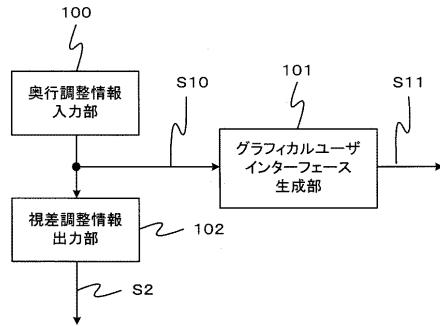 100
奥行調整情報
入力部
S10
101
S11
グラフィカルユーザ
インターフェース
生成部
視差調整情報
出力部
102
S2